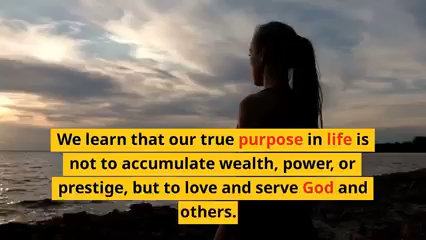 We learn that our true purpose in life is
not to accumulate wealth, power, or
prestige, but to love and serve God and
others.